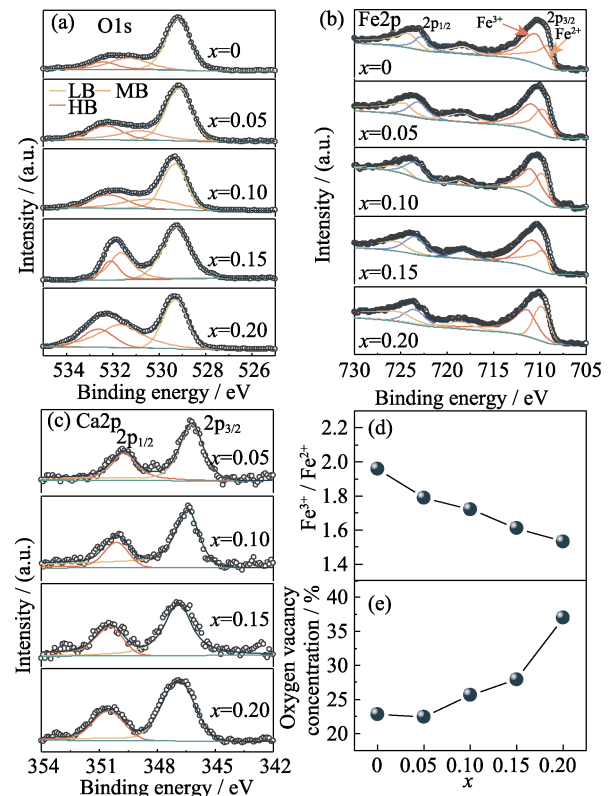 (a) O1s
x=0
LB MB
HB
x=0.05
x=0.10
x=0.15
x=0.20
534 532 530 528 526
Binding energy / eV
Intensity / (a.u.)
(b) Fe2p
2p1/2
Fe³⁺
2p3/2
Fe²⁺
x=0
x=0.05
x=0.10
x=0.15
x=0.20
730 725 720 715 710 705
Binding energy / eV
Intensity / (a.u.)
(c) Ca2p
2p1/2
2p3/2
x=0.05
x=0.10
x=0.15
x=0.20
354 351 348 345 342
Binding energy / eV
Intensity / (a.u.)
(d)
2.2
2.0
1.8
1.6
1.4
Fe³⁺ / Fe²⁺
(e)
40
35
30
25
20
Oxygen vacancy
concentration / %
0 0.05 0.10 0.15 0.20
x